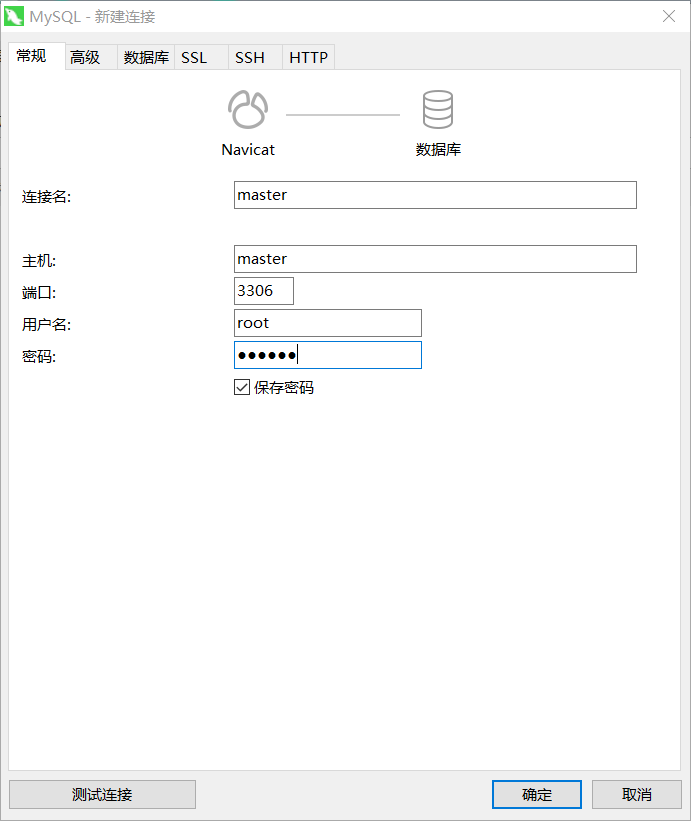 MySQL - 新建连接
常规 高级 数据库 SSL SSH HTTP
Navicat 数据库
连接名: master
主机: master
端口: 3306
用户名: root
密码: ●●●●●●
保存密码
测试连接 确定 取消